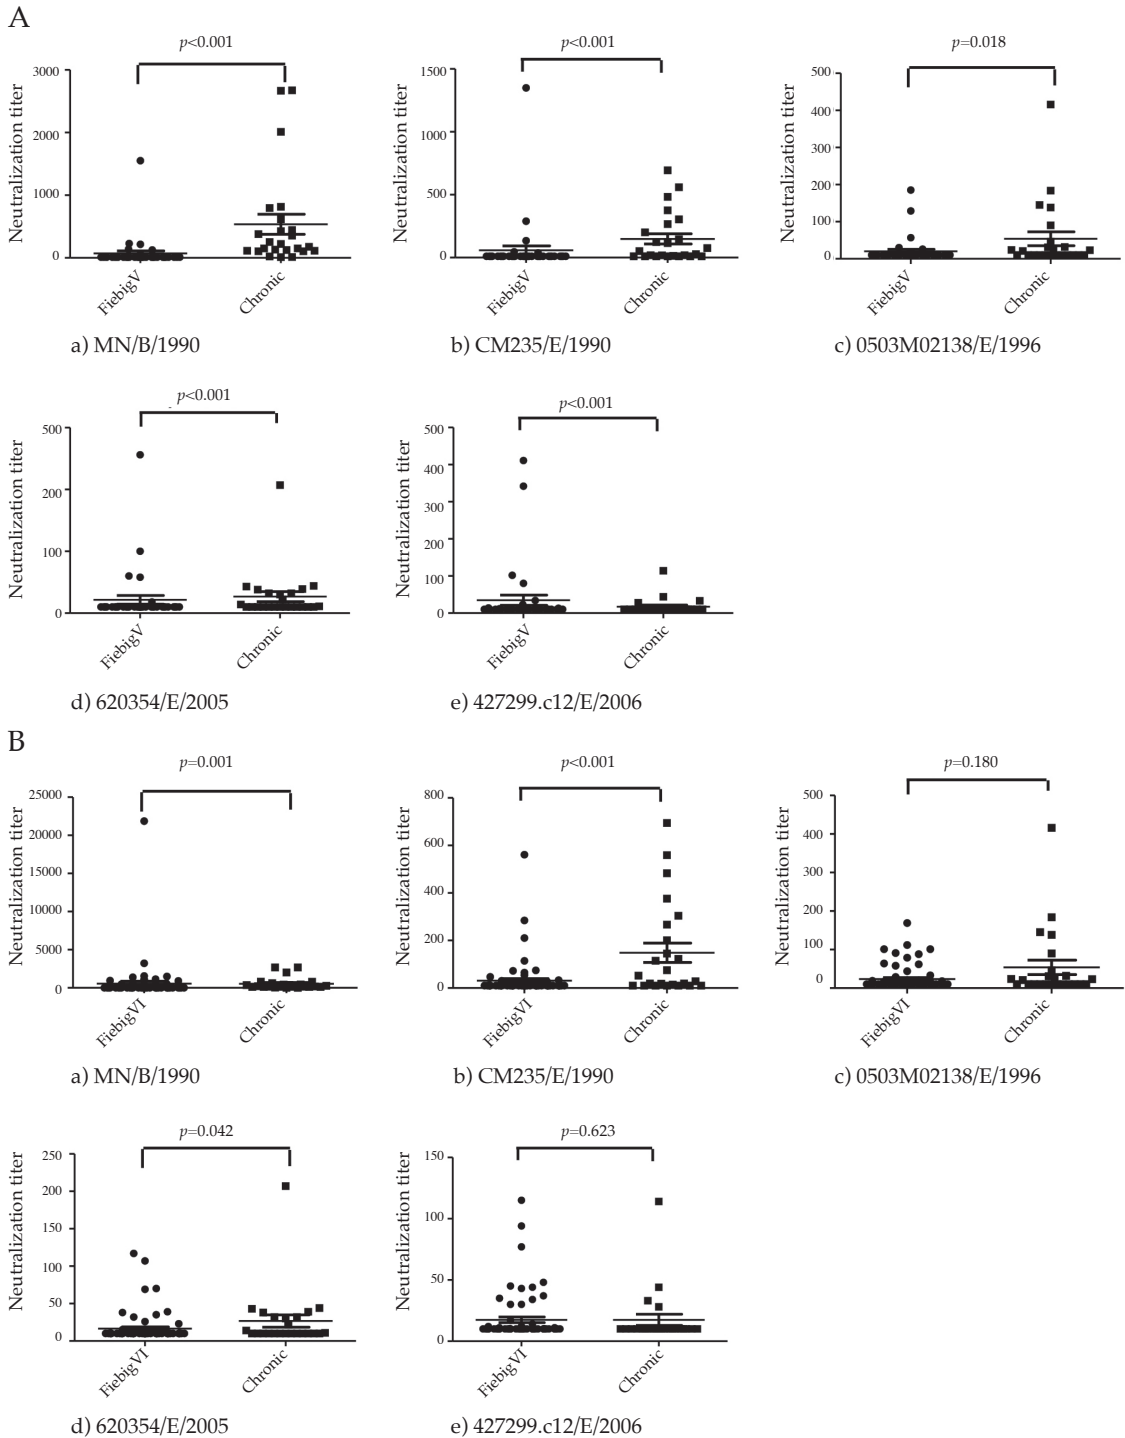 A
p<0.001
Neutralization titer
3000
2000
1000
0
FiebigV
Chronic
a) MN/B/1990
p<0.001
Neutralization titer
1500
1000
500
0
FiebigV
Chronic
b) CM235/E/1990
p=0.018
Neutralization titer
500
400
300
200
100
0
FiebigV
Chronic
c) 0503M02138/E/1996
p<0.001
Neutralization titer
500
200
100
0
FiebigV
Chronic
d) 620354/E/2005
p<0.001
Neutralization titer
500
400
300
200
100
0
FiebigV
Chronic
e) 427299.c12/E/2006
B
p=0.001
Neutralization titer
25000
20000
15000
10000
5000
0
FiebigVI
Chronic
a) MN/B/1990
p<0.001
Neutralization titer
800
600
400
200
0
FiebigVI
Chronic
b) CM235/E/1990
p=0.180
Neutralization titer
500
400
300
200
100
0
FiebigVI
Chronic
c) 0503M02138/E/1996
p=0.042
Neutralization titer
250
200
150
100
50
0
FiebigVI
Chronic
d) 620354/E/2005
p=0.623
Neutralization titer
150
100
50
0
FiebigVI
Chronic
e) 427299.c12/E/2006